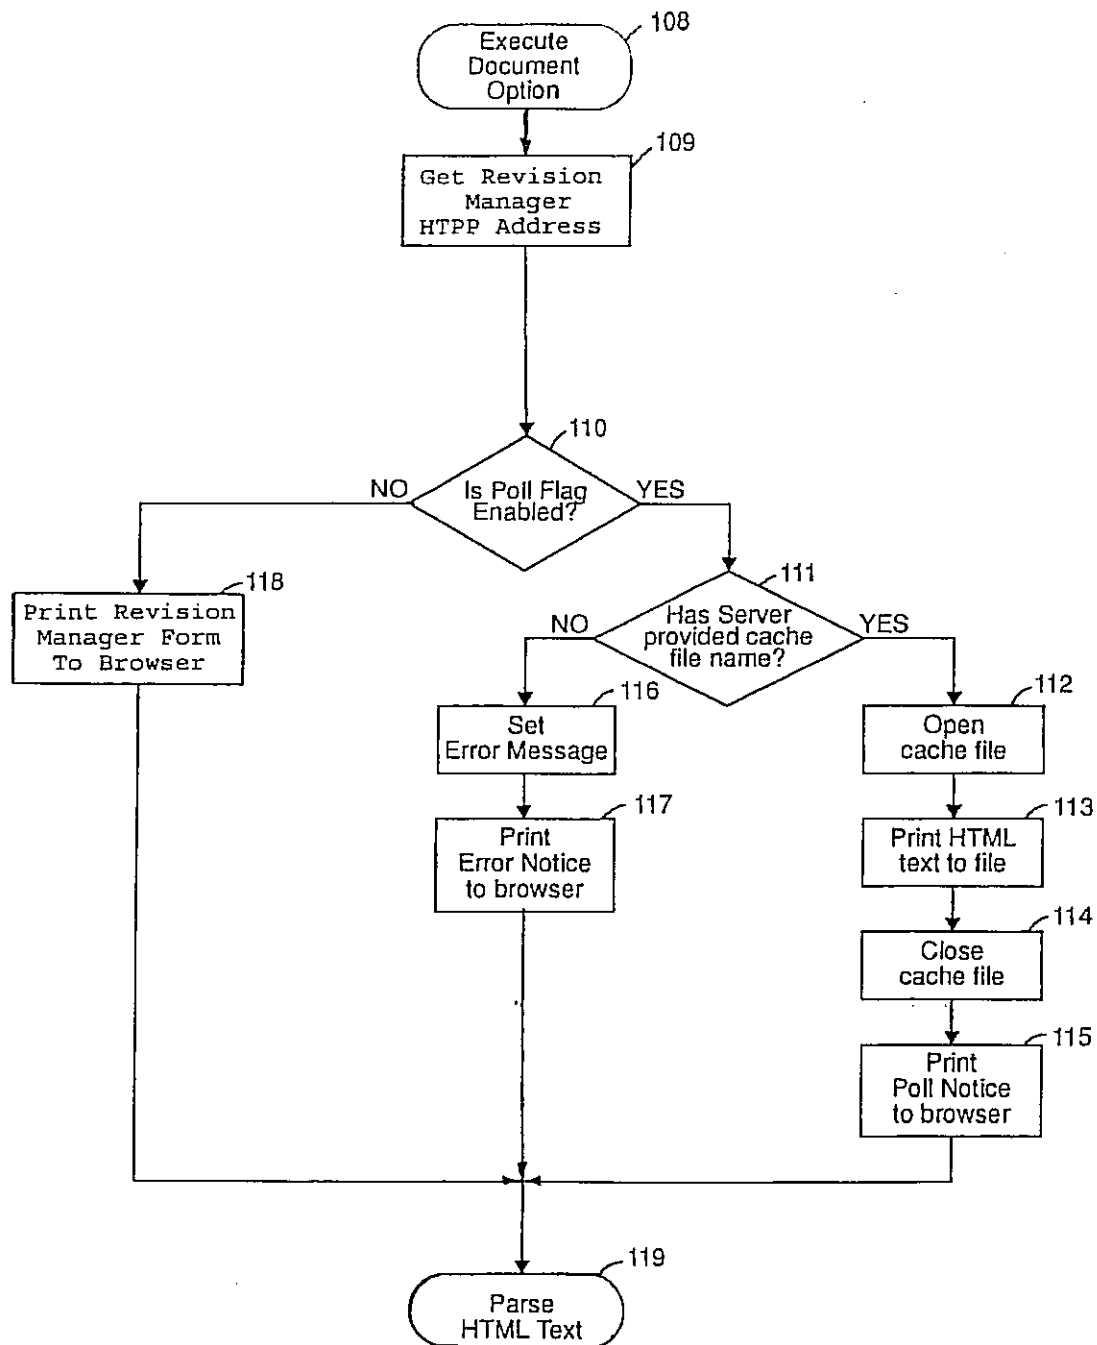 108
Execute
Document
Option
109
Get Revision
Manager
HTPP Address
110
NO
Is Poll Flag
Enabled?
YES
111
118
Print Revision
Manager Form
To Browser
NO
Has Server
provided cache
file name?
YES
116
Set
Error Message
112
Open
cache file
117
Print
Error Notice
to browser
113
Print HTML
text to file
114
Close
cache file
115
Print
Poll Notice
to browser
119
Parse
HTML Text